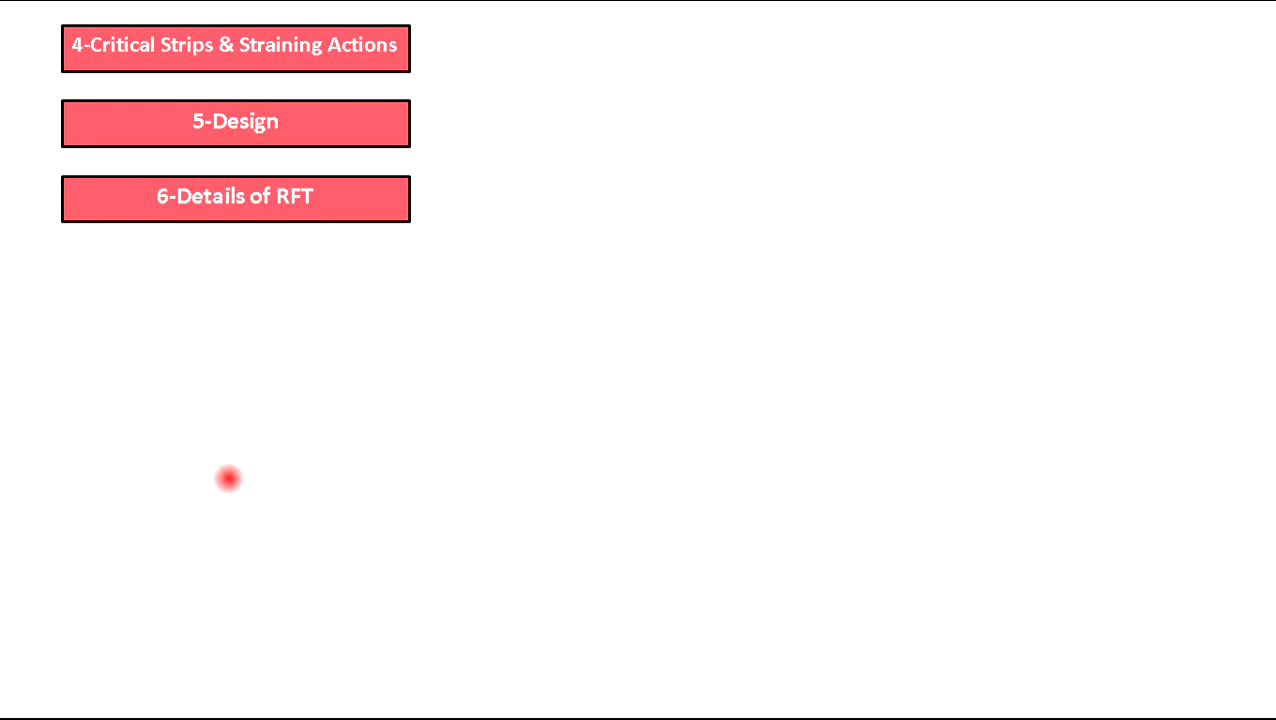 4-Critical Strips & Straining Actions
5-Design
6-Details of RFT